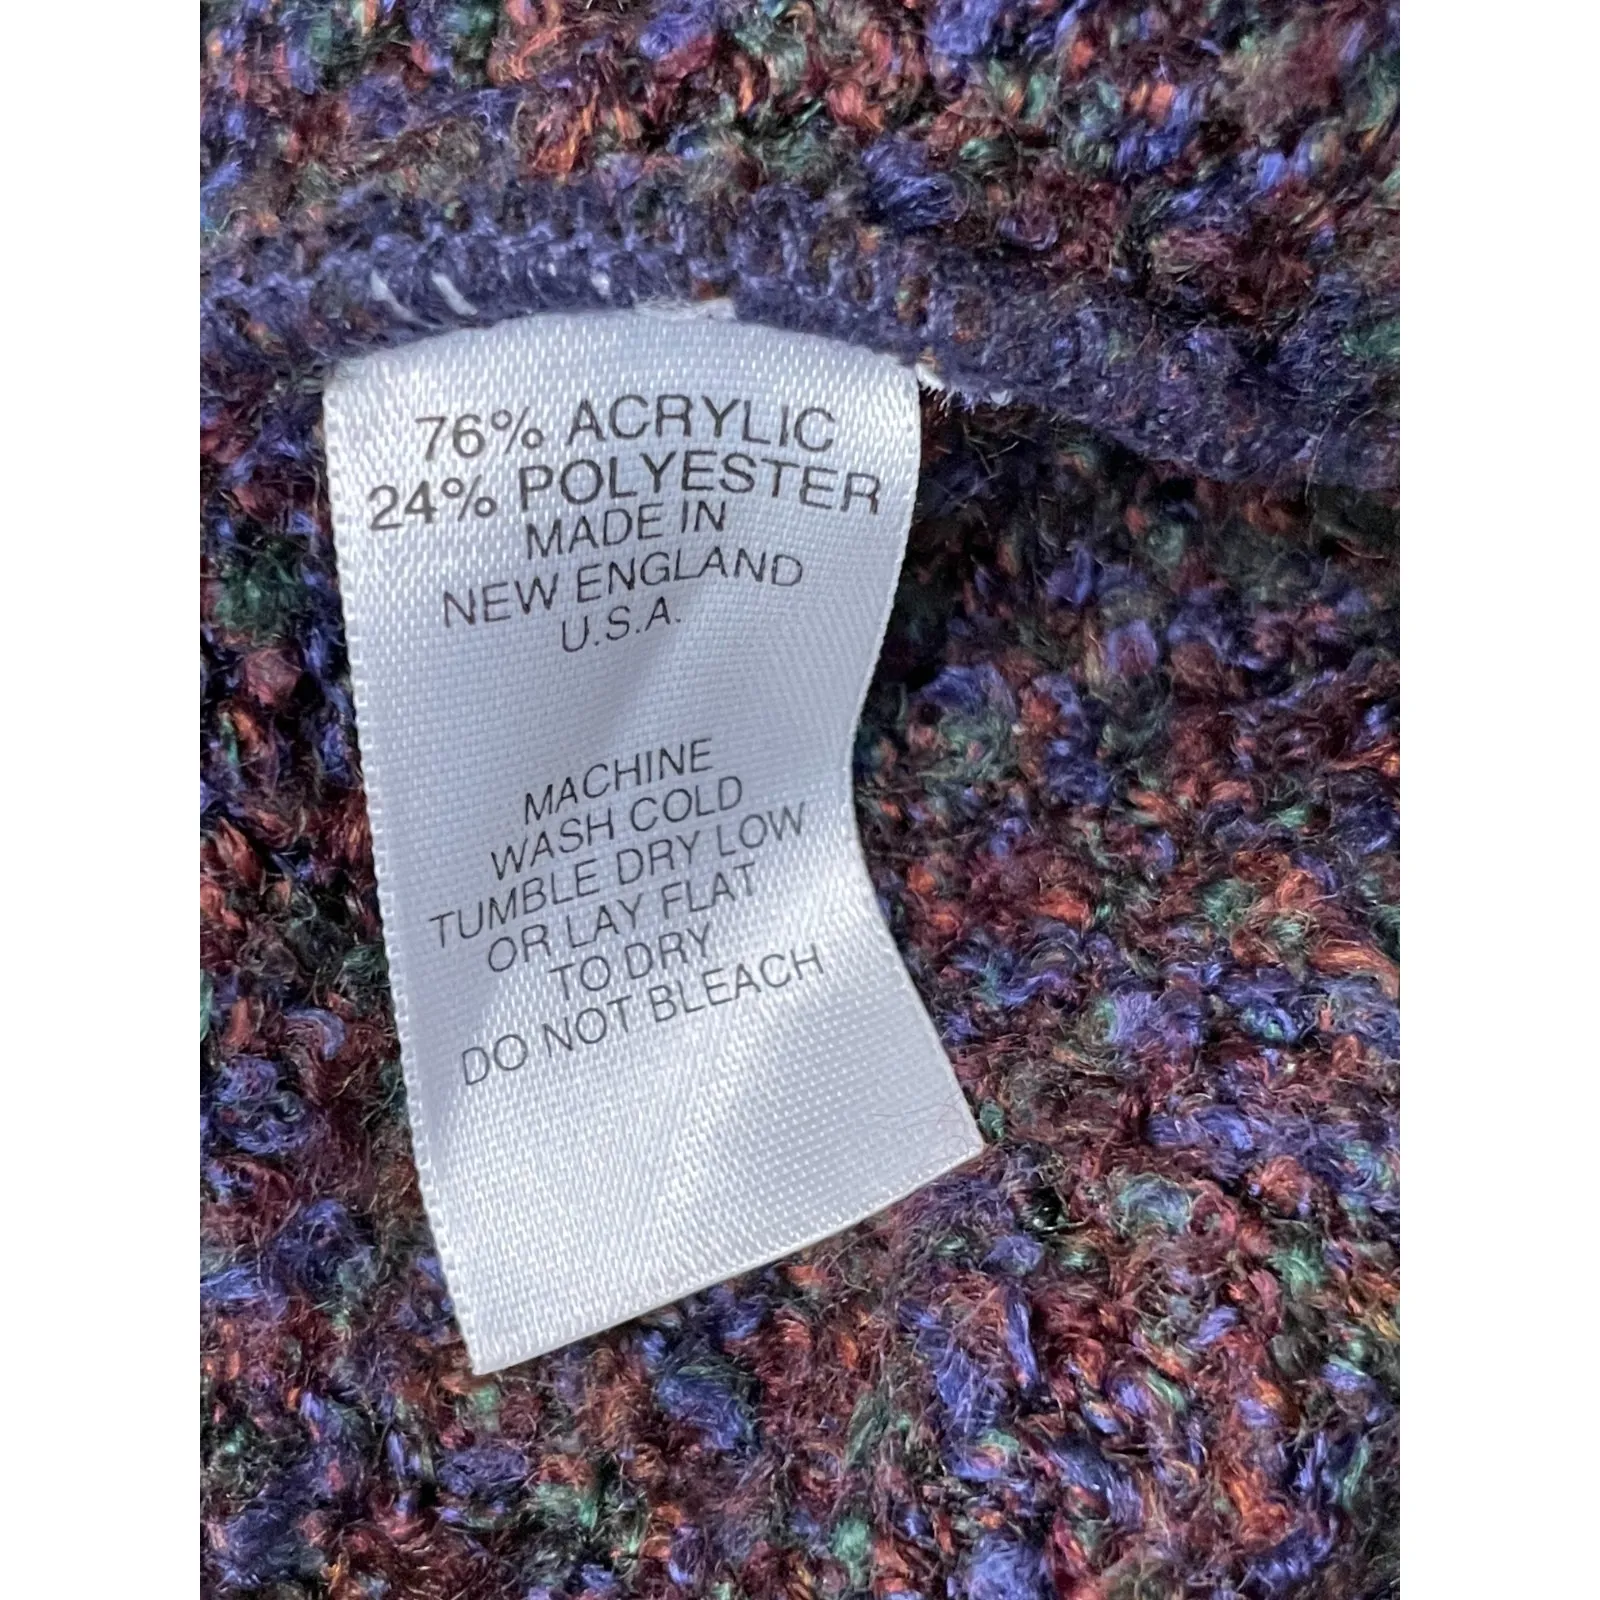 76% ACRYLIC
24% POLYESTER
MADE IN
NEW ENGLAND
U.S.A.
MACHINE
WASH COLD
TUMBLE DRY LOW
OR LAY FLAT
TO DRY
DO NOT BLEACH